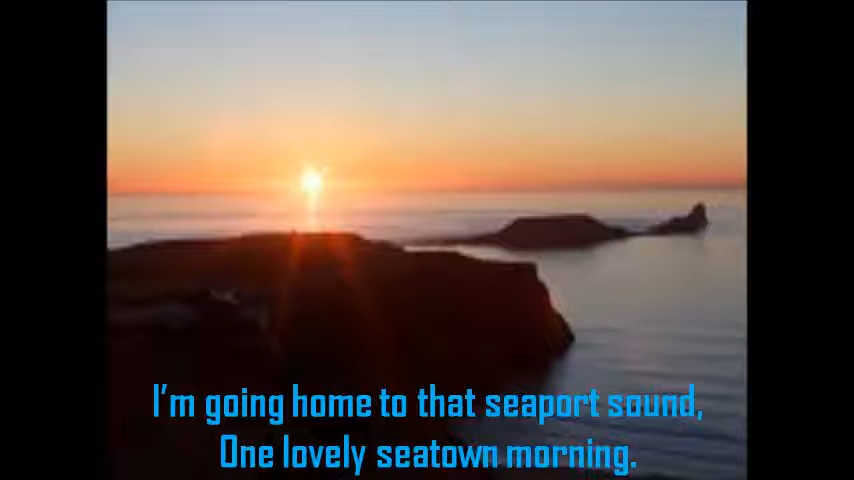 I'm going home to that seaport sound,
One lovely seatown morning.